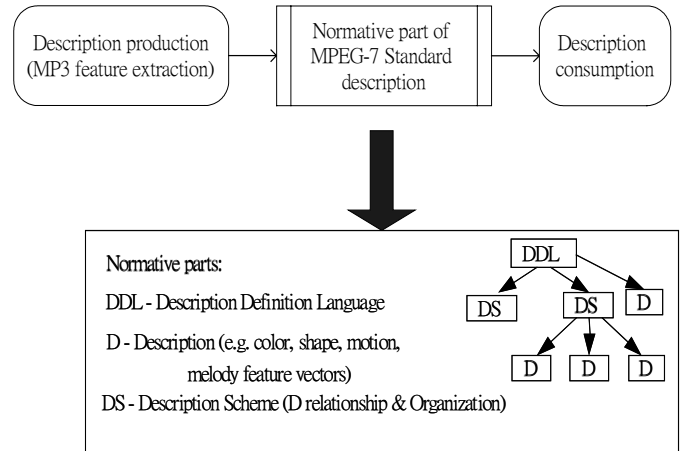 Description production
(MP3 feature extraction)
Normative part of
MPEG-7 Standard
description
Description
consumption
Normative parts:
DDL - Description Definition Language
D - Description (e.g. color, shape, motion,
melody feature vectors)
DS - Description Scheme (D relationship & Organization)
DDL
DS
DS
D
D
D
D